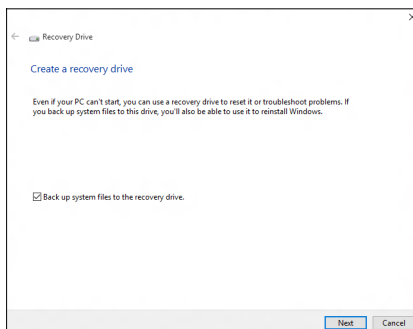 Recovery Drive
Create a recovery drive
Even if your PC can't start, you can use a recovery drive to reset it or troubleshoot problems. If
you back up system files to this drive, you'll also be able to use it to reinstall Windows.
Back up system files to the recovery drive.
Next Cancel